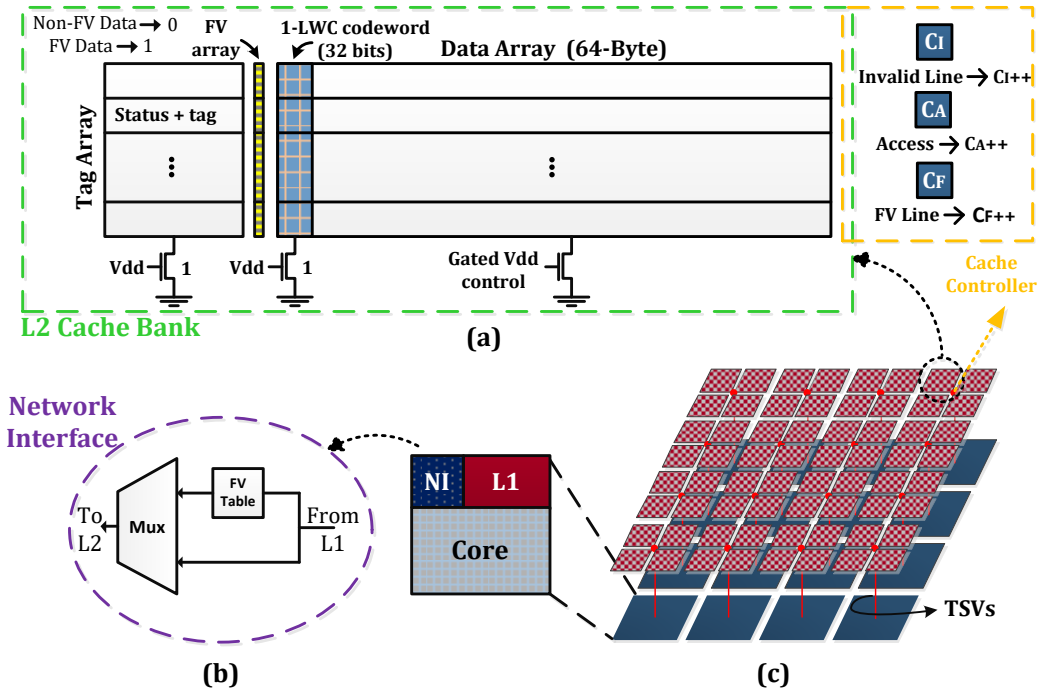 Non-FV Data → 0
FV Data → 1
FV
array
1-LWC codeword
(32 bits)
Data Array (64-Byte)
Tag Array
Status + tag
Vdd
1
Vdd
1
Gated Vdd
control
L2 Cache Bank
(a)
CI
Invalid Line → CI++
CA
Access → CA++
CF
FV Line → CF++
Cache
Controller
Network
Interface
FV
Table
Mux
To
L2
From
L1
(b)
NI
L1
Core
TSVs
(c)